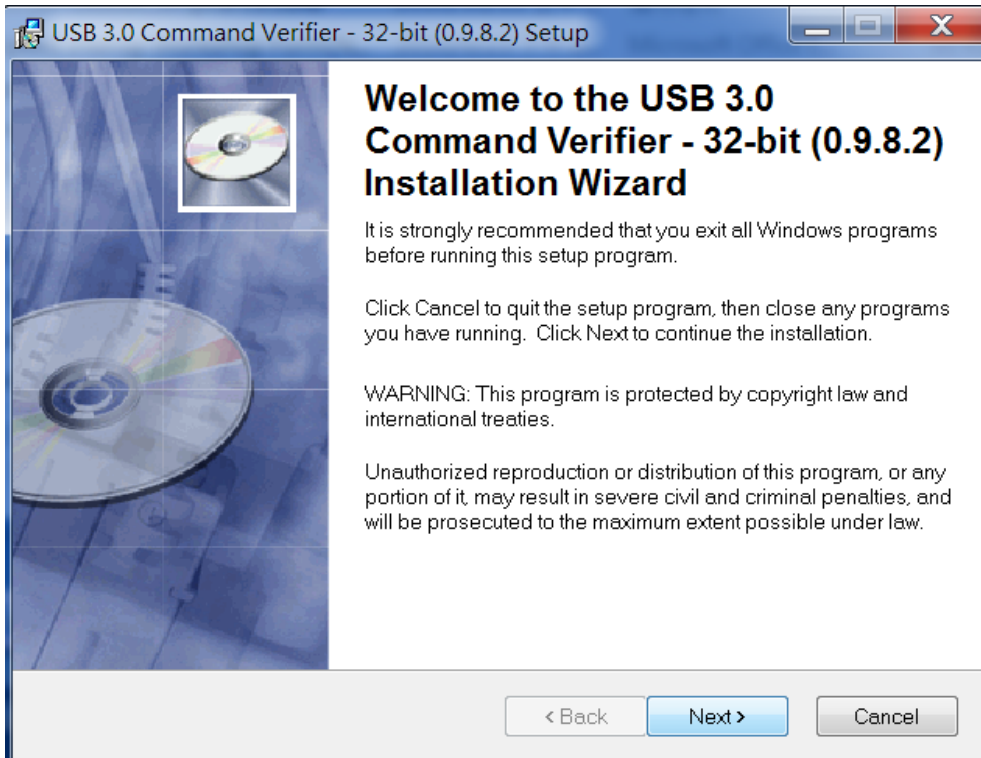 USB 3.0 Command Verifier - 32-bit (0.9.8.2) Setup
Welcome to the USB 3.0
Command Verifier - 32-bit (0.9.8.2)
Installation Wizard
It is strongly recommended that you exit all Windows programs
before running this setup program.
Click Cancel to quit the setup program, then close any programs
you have running. Click Next to continue the installation.
WARNING: This program is protected by copyright law and
international treaties.
Unauthorized reproduction or distribution of this program, or any
portion of it, may result in severe civil and criminal penalties, and
will be prosecuted to the maximum extent possible under law.
< Back Next > Cancel